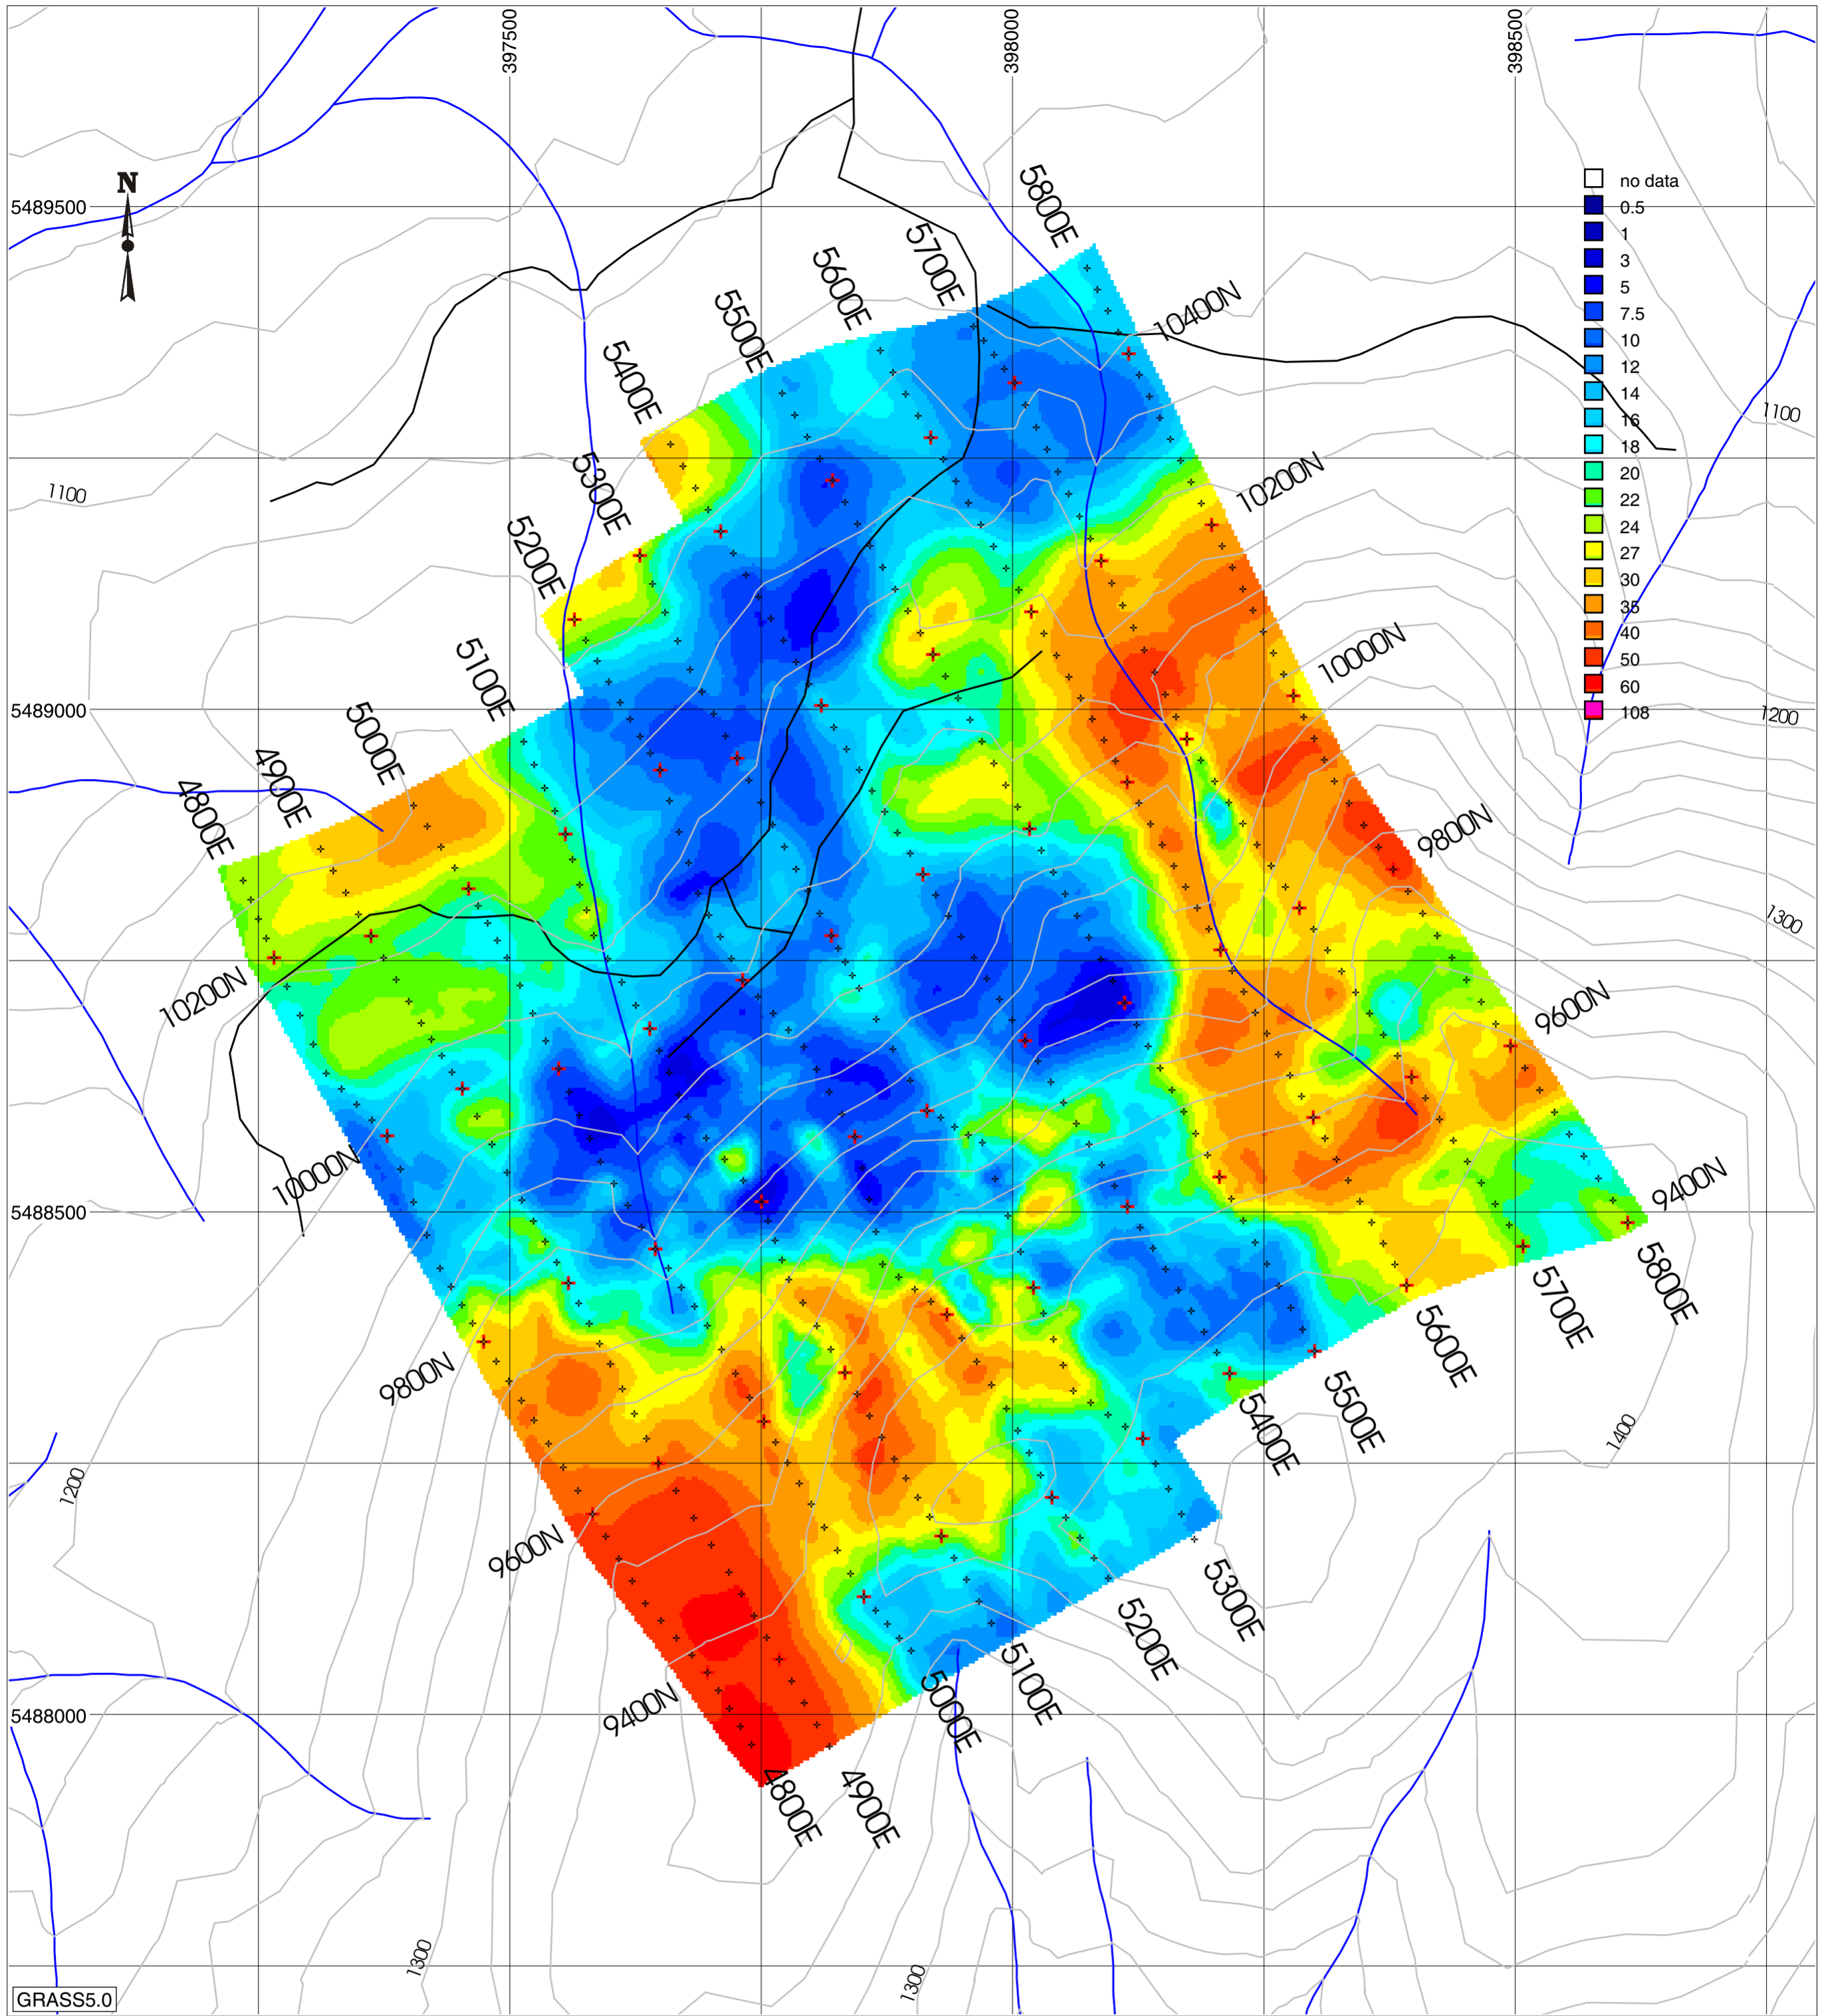 397500
398000
398500
N
5489500
5489000
5488500
5488000
no data
0.5
1
3
5
7.5
10
12
14
16
18
20
22
24
27
30
35
40
50
60
108
5800E
5700E
5600E
5500E
5400E
5300E
5200E
5100E
5000E
4900E
4800E
10400N
10200N
10000N
9800N
9600N
9400N
10200N
10000N
9800N
9600N
9400N
5800E
5700E
5600E
5500E
5400E
5300E
5200E
5100E
5000E
4900E
4800E
1100
1100
1200
1300
1400
1200
1300
1300
GRASS5.0